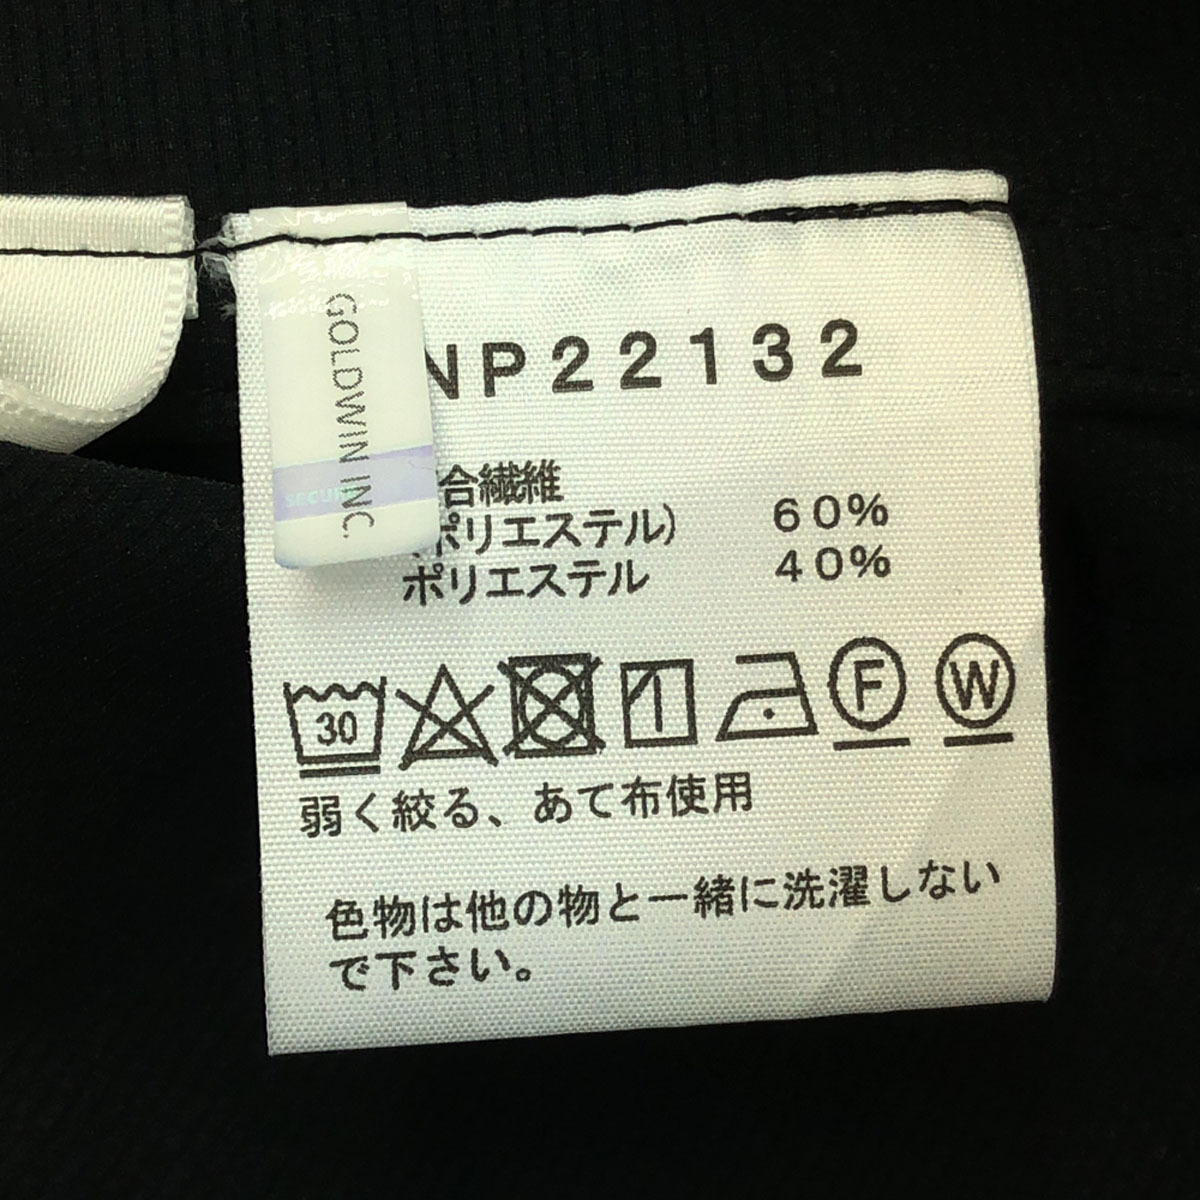 GOLDWIN INC.
SECURE
NP22132
合繊維
(ポリエステル) 60%
ポリエステル 40%
30
F
W
弱く絞る、あて布使用
色物は他の物と一緒に洗濯しない
で下さい。